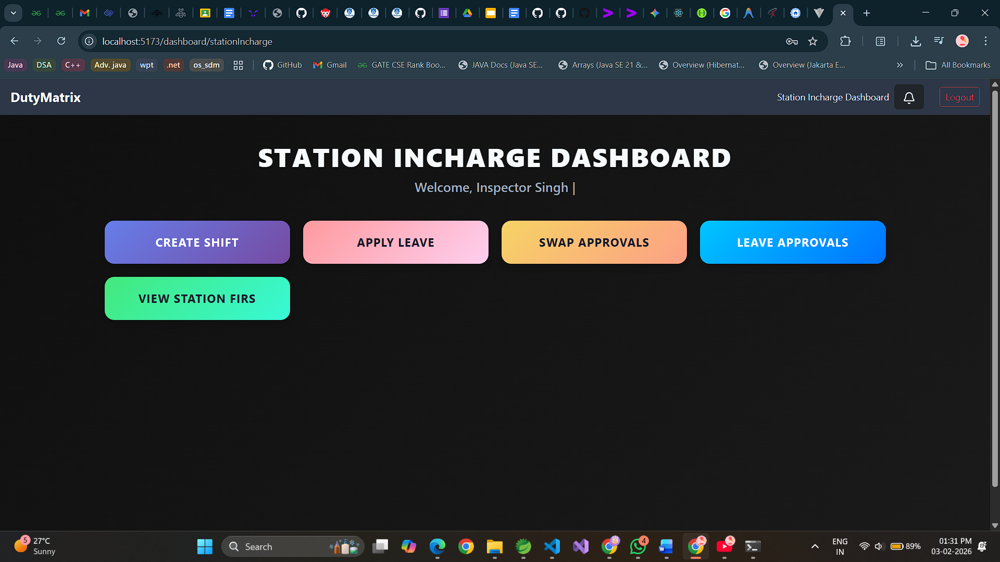 localhost:5173/dashboard/stationIncharge
Java DSA C++ Adv. java wpt .net os_sdm GitHub Gmail GATE CSE Rank Boo... JAVA Docs (Java SE... Arrays (Java SE 21 &... Overview (Hibernat... Overview (Jakarta E... » All Bookmarks
DutyMatrix Station Incharge Dashboard Logout
STATION INCHARGE DASHBOARD
Welcome, Inspector Singh |
CREATE SHIFT APPLY LEAVE SWAP APPROVALS LEAVE APPROVALS
VIEW STATION FIRS
5 27°C
Sunny
Search
4
ENG
IN
89%
01:31 PM
03-02-2026